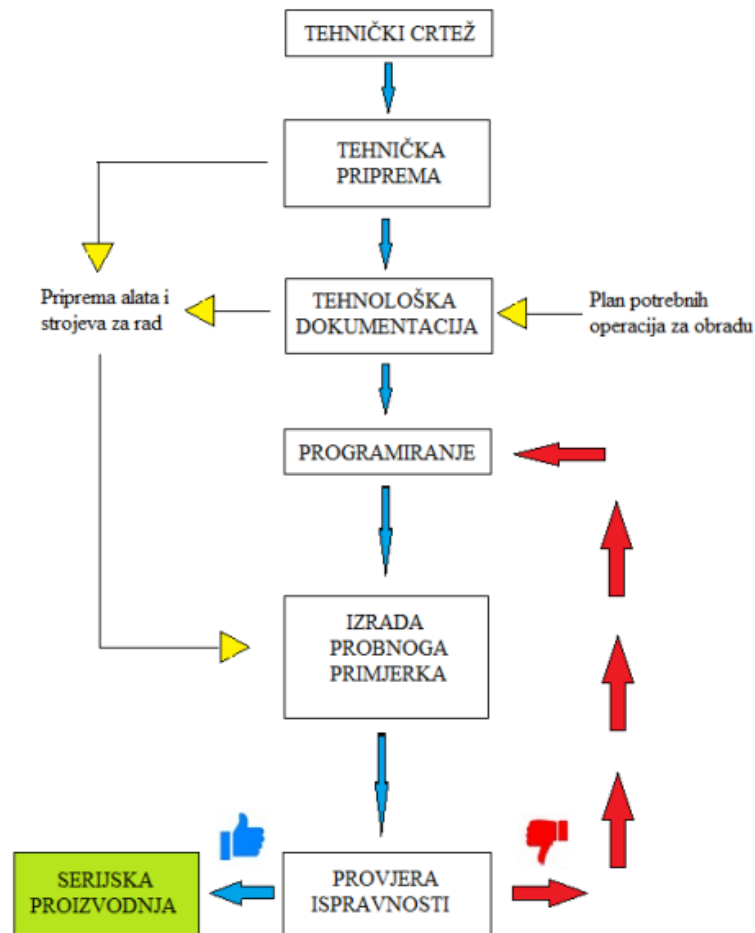 TEHNIČKI CRTEŽ
TEHNIČKA
PRIPREMA
Priprema alata i
strojeva za rad
TEHNOLOŠKA
DOKUMENTACIJA
Plan potrebnih
operacija za obradu
PROGRAMIRANJE
IZRADA
PROBNOGA
PRIMJERKA
SERIJSKA
PROIZVODNJA
PROVJERA
ISPRAVNOSTI